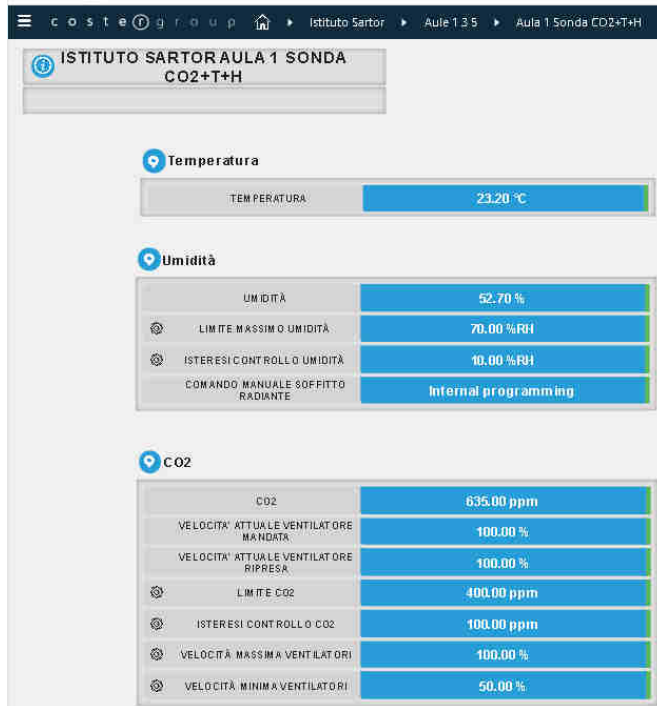 costergroup Istituto Sartor Aule 1 3 5 Aula 1 Sonda CO2+T+H
ISTITUTO SARTOR AULA 1 SONDA
CO2+T+H
Temperatura
TEMPERATURA 23.20 °C
Umidità
UMIDITÀ 52.70 %
LIMITE MASSIMO UMIDITÀ 70.00 %RH
ISTERESI CONTROLLO UMIDITÀ 10.00 %RH
COMANDO MANUALE SOFFITTO
RADIANTE Internal programming
CO2
CO2 635.00 ppm
VELOCITA' ATTUALE VENTILATORE
MANDATA 100.00 %
VELOCITA' ATTUALE VENTILATORE
RIPRESA 100.00 %
LIMITE CO2 400.00 ppm
ISTERESI CONTROLLO CO2 100.00 ppm
VELOCITÀ MASSIMA VENTILATORI 100.00 %
VELOCITÀ MINIMA VENTILATORI 50.00 %